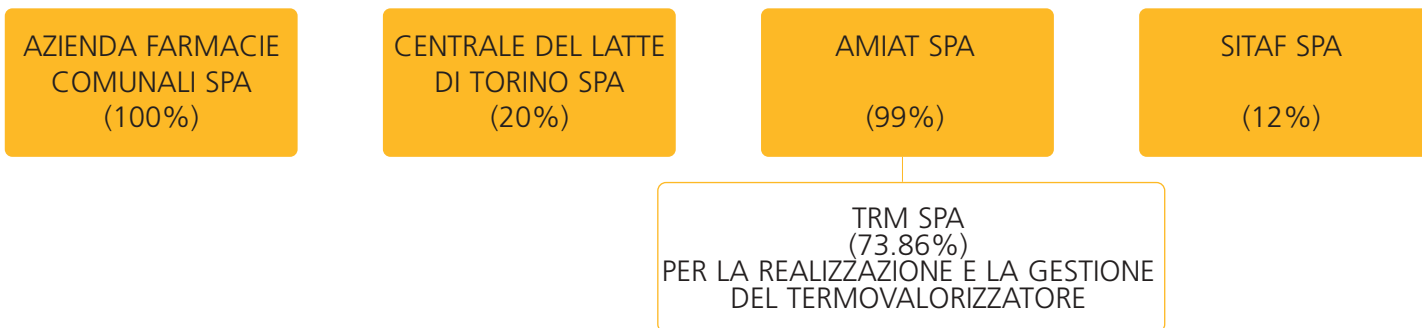 AZIENDA FARMACIE
COMUNALI SPA
(100%)
CENTRALE DEL LATTE
DI TORINO SPA
(20%)
AMIAT SPA
(99%)
SITAF SPA
(12%)
TRM SPA
(73.86%)
PER LA REALIZZAZIONE E LA GESTIONE
DEL TERMOVALORIZZATORE